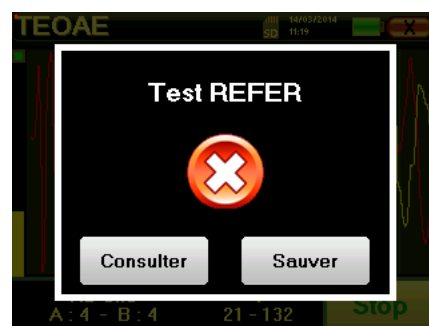 TEOAE
SD
14/03/2014
11:19
Test REFER
Consulter
Sauver
A : 4 - B : 4
21 - 132
Stop